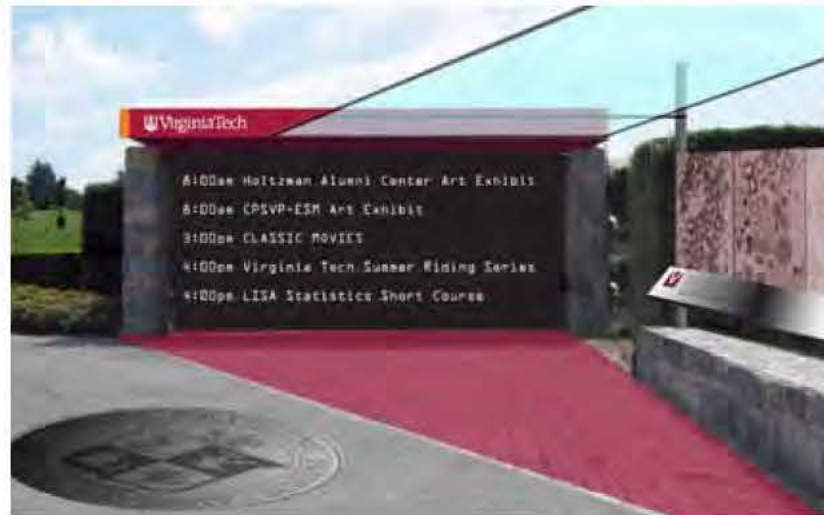 VirginiaTech
8:00am Holtzman Alumni Center Art Exhibit
8:00am CPSVP-ESM Art Exhibit
3:00pm CLASSIC MOVIES
4:00pm Virginia Tech Summer Riding Series
4:00pm LISA Statistics Short Course